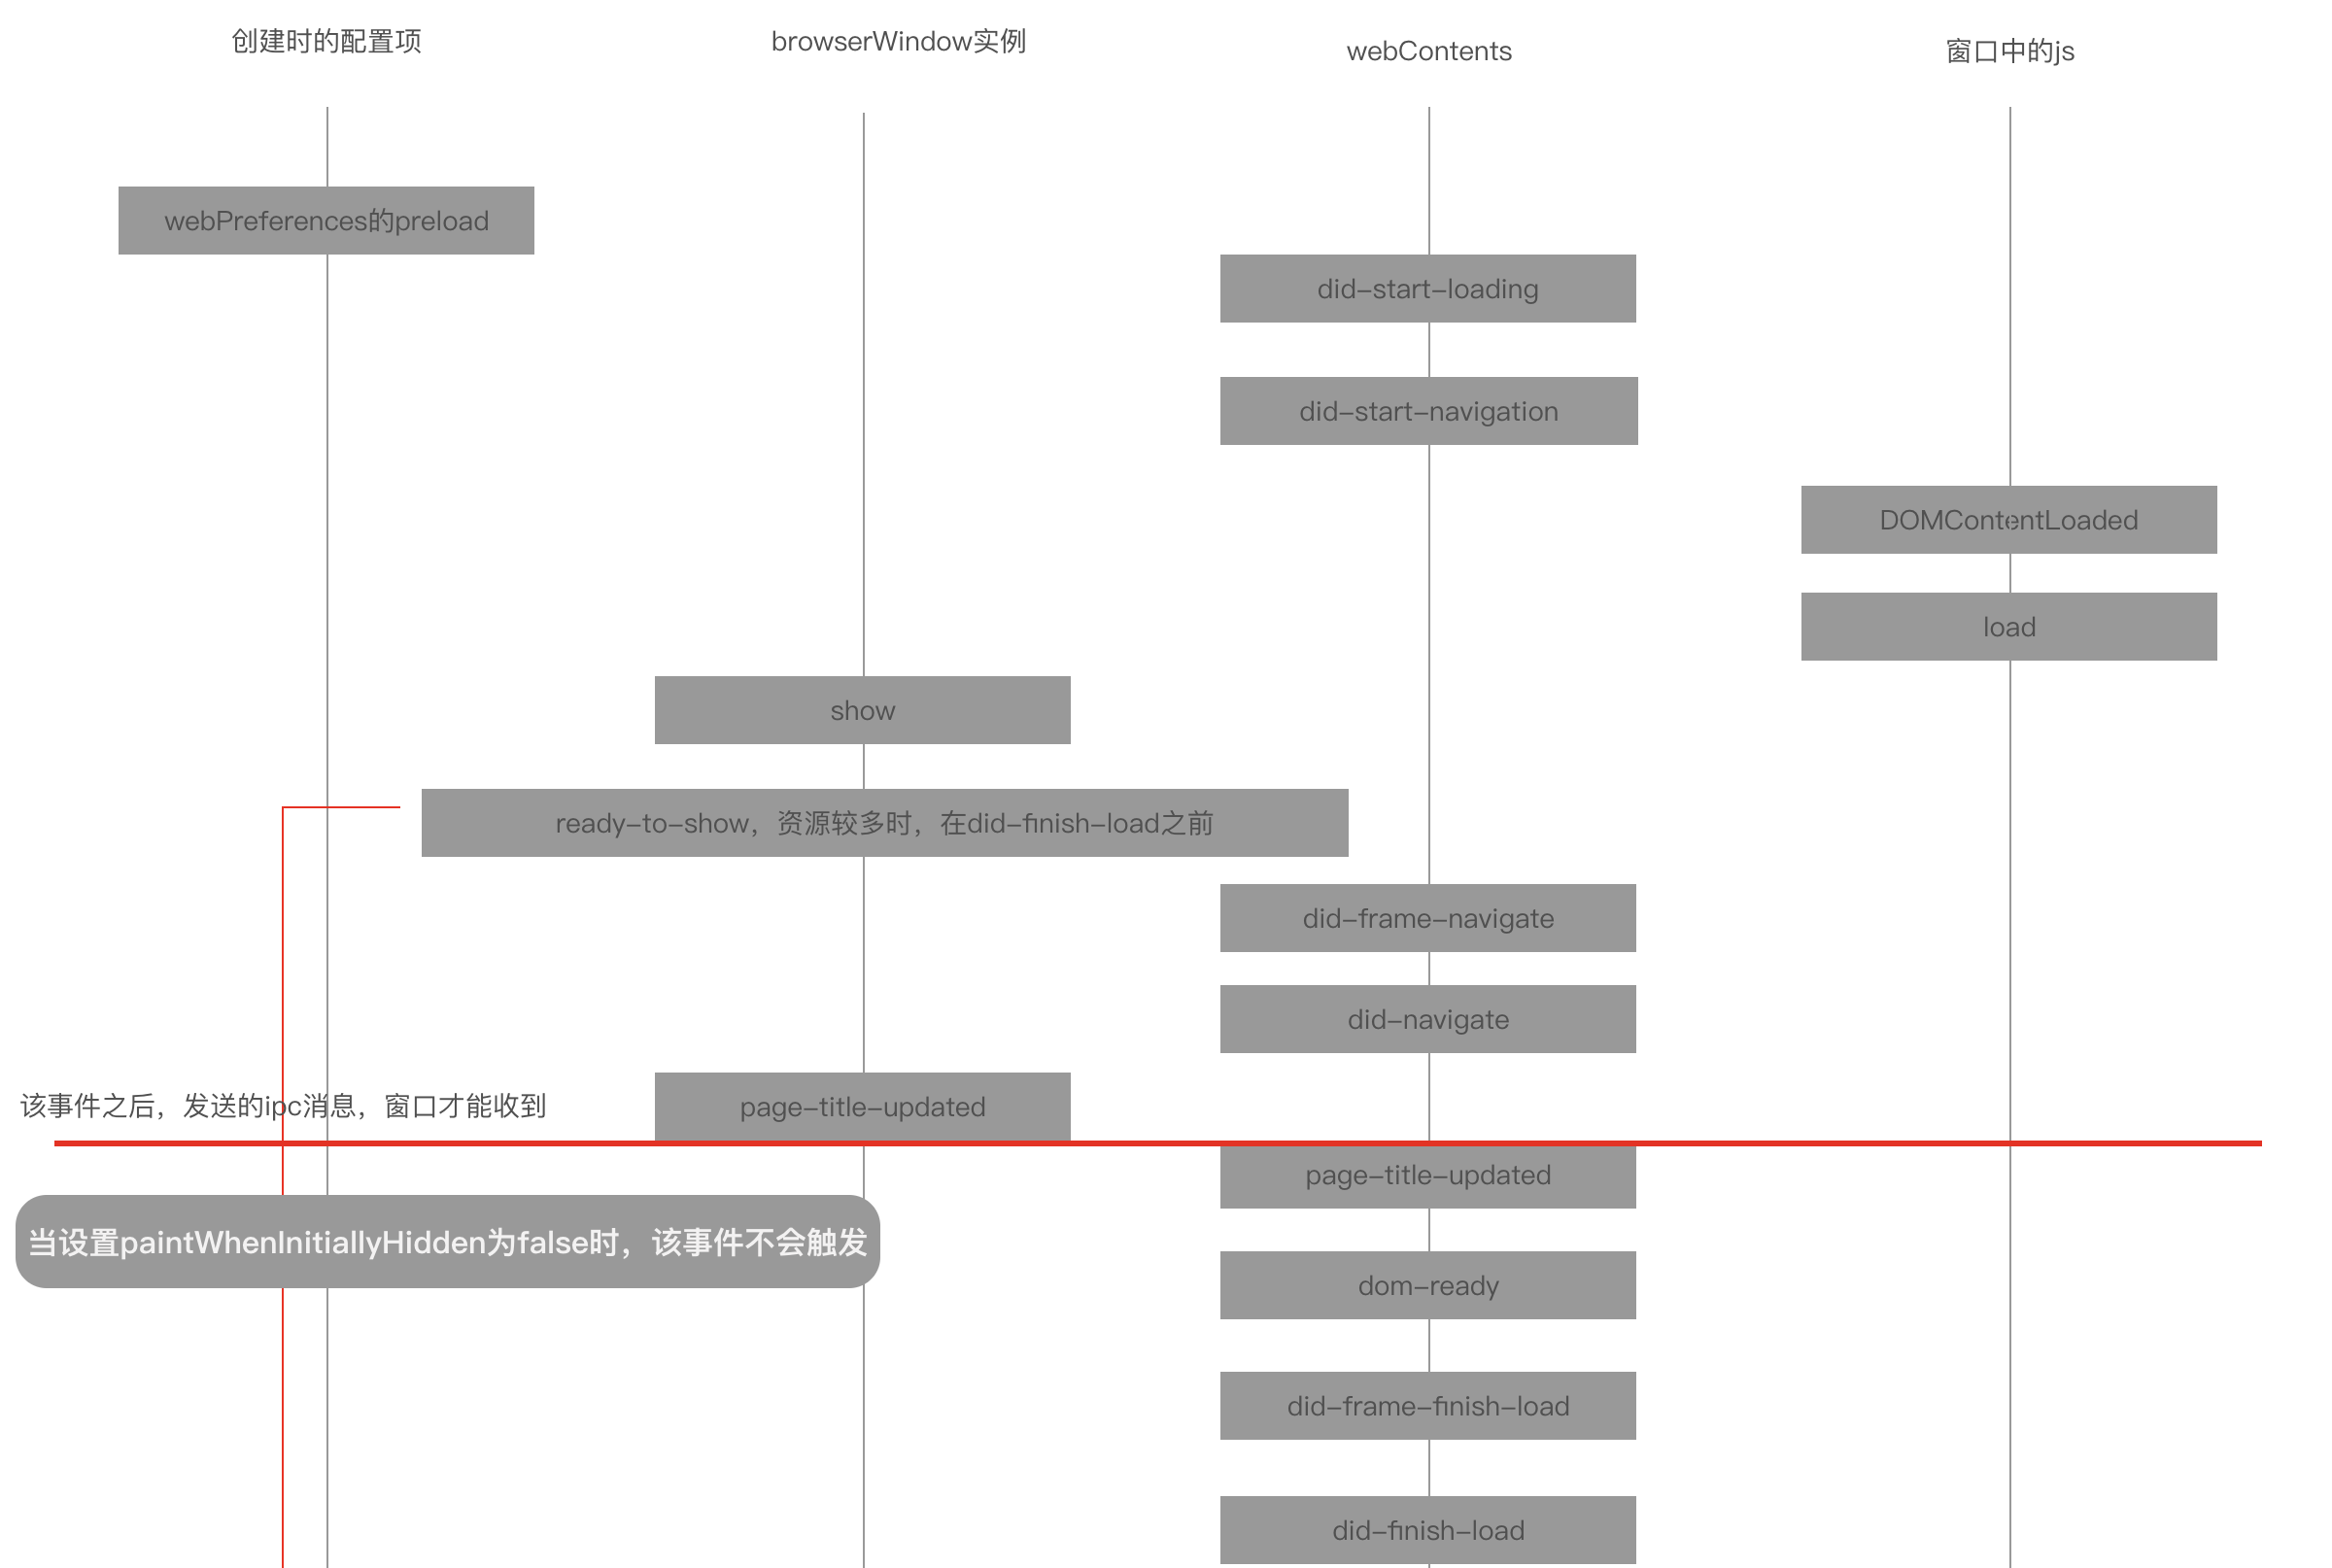 创建时的配置项
browserWindow实例
webContents
窗口中的js
webPreferences的preload
did-start-loading
did-start-navigation
DOMContentLoaded
load
show
ready-to-show，资源较多时，在did-finish-load之前
did-frame-navigate
did-navigate
该事件之后，发送的ipc消息，窗口才能收到
page-title-updated
page-title-updated
当设置paintWhenInitiallyHidden为false时，该事件不会触发
dom-ready
did-frame-finish-load
did-finish-load